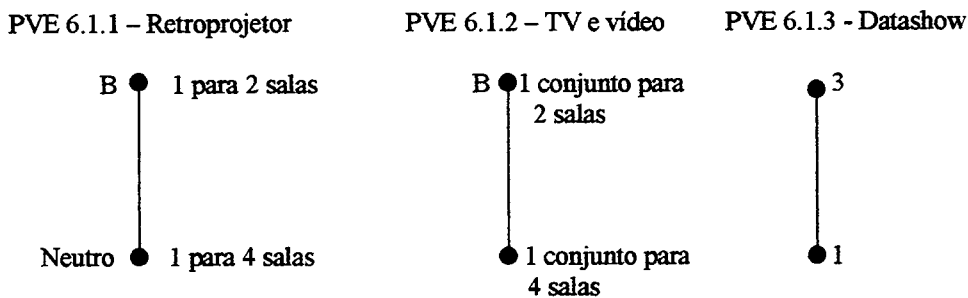 PVE 6.1.1 – Retroprojetor
B 1 para 2 salas
Neutro 1 para 4 salas
PVE 6.1.2 – TV e vídeo
B 1 conjunto para
2 salas
1 conjunto para
4 salas
PVE 6.1.3 - Datashow
3
1